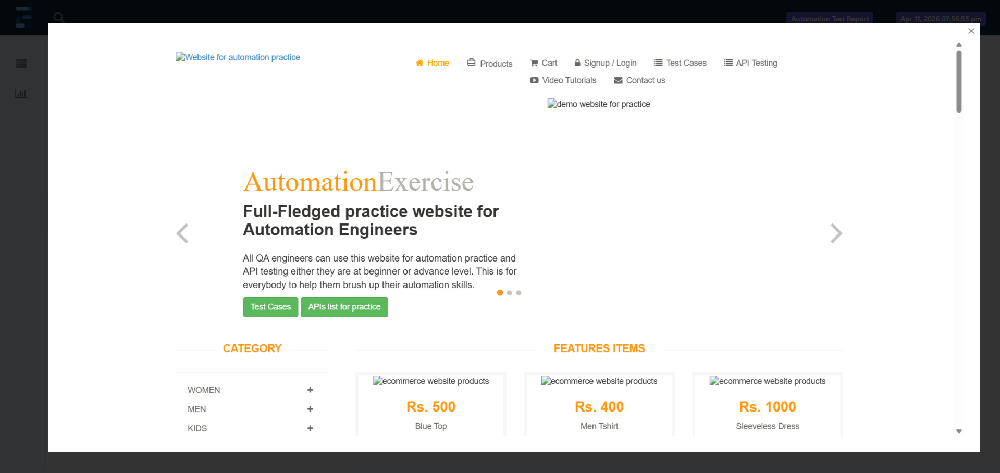 Automation Test Report
Apr 11, 2026 07:56:55 pm
Website for automation practice
Home
Products
Cart
Signup / Login
Test Cases
API Testing
Video Tutorials
Contact us
demo website for practice
AutomationExercise
Full-Fledged practice website for
Automation Engineers
All QA engineers can use this website for automation practice and
API testing either they are at beginner or advance level. This is for
everybody to help them brush up their automation skills.
Test Cases
APIs list for practice
CATEGORY
WOMEN
MEN
KIDS
FEATURES ITEMS
ecommerce website products
Rs. 500
Blue Top
ecommerce website products
Rs. 400
Men Tshirt
ecommerce website products
Rs. 1000
Sleeveless Dress